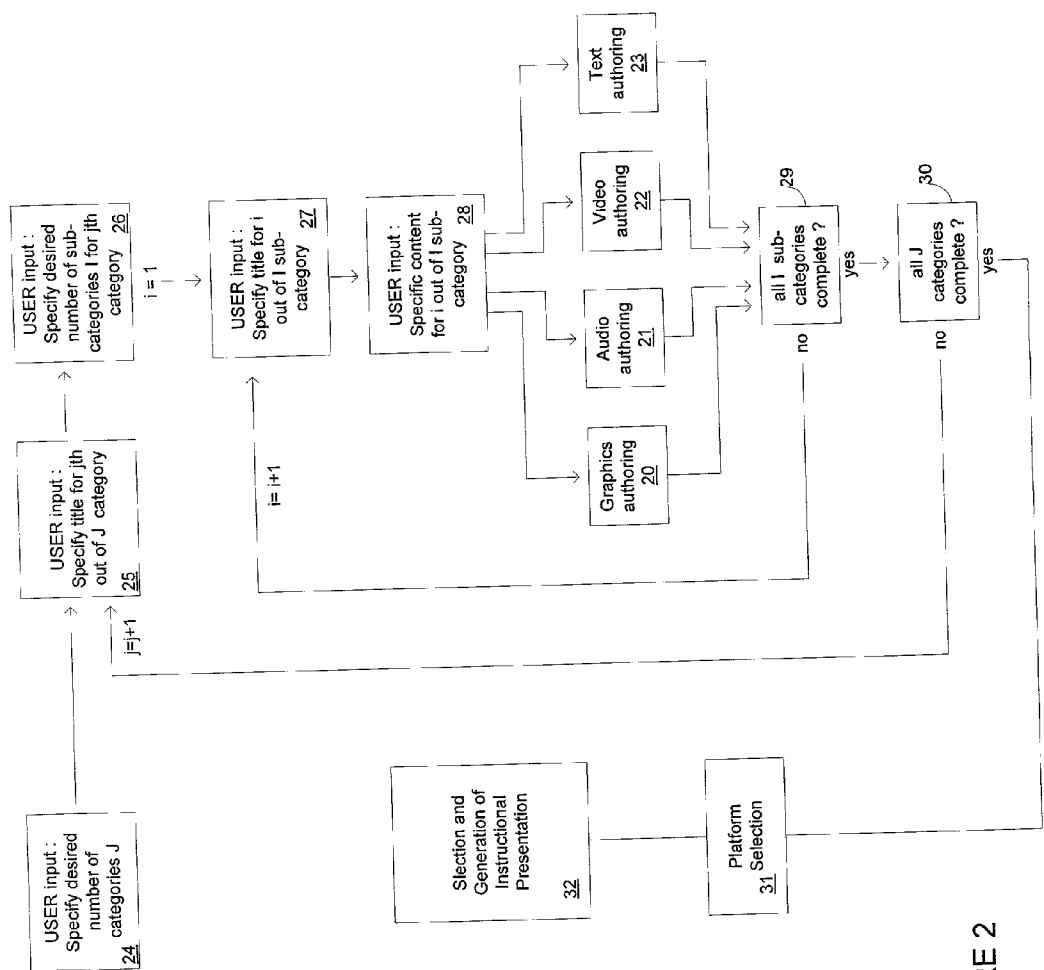 USER input :
Specify desired
number of
categories J
24
USER input :
Specify title for jth
out of J category
25
j=j+1
USER input :
Specify desired
number of sub-
categories I for jth
category 26
i = 1
USER input :
Specify title for i
out of I sub-
category 27
i= i+1
USER input :
Specific content
for i out of I sub-
category 28
Graphics
authoring
20
Audio
authoring
21
Video
authoring
22
Text
authoring
23
all I sub-
categories
complete ?
29
no
yes
all J
categories
complete ?
30
no
yes
Platform
Selection
31
Slection and
Generation of
Instructional
Presentation
32
RE 2